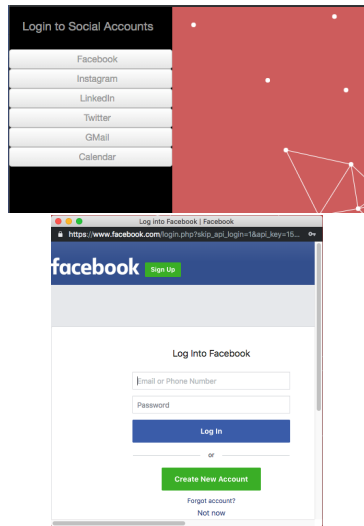 Login to Social Accounts
Facebook
Instagram
LinkedIn
Twitter
GMail
Calendar
Log into Facebook | Facebook
https://www.facebook.com/login.php?skip_api_login=1&api_key=15...
facebook Sign Up
Log Into Facebook
Email or Phone Number
Password
Log In
or
Create New Account
Forgot account?
Not now